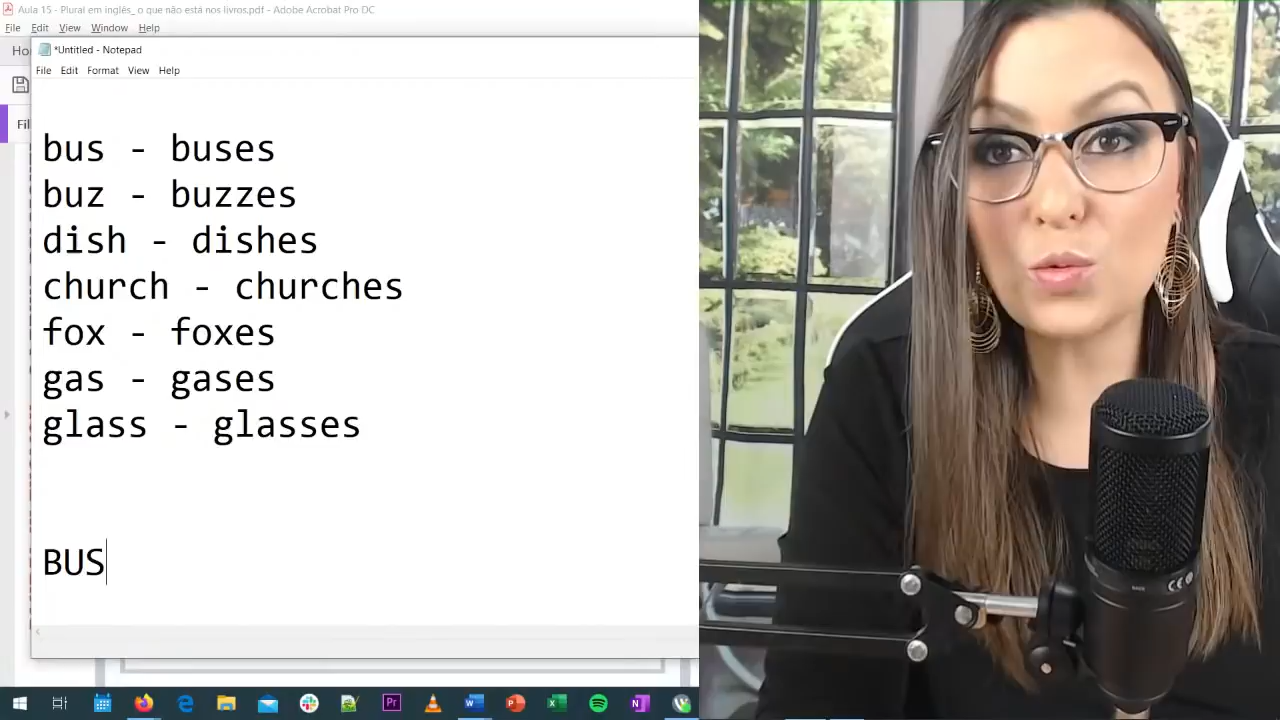 Aula 15 - Plural em inglês_ o que não está nos livros.pdf - Adobe Acrobat Pro DC
File Edit View Window Help
*Untitled - Notepad
File Edit Format View Help
bus - buses
buz - buzzes
dish - dishes
church - churches
fox - foxes
gas - gases
glass - glasses
BUS